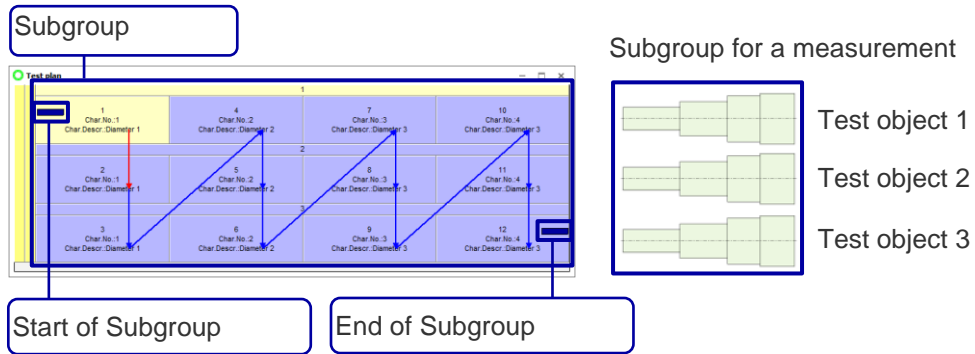 Subgroup
Subgroup for a measurement
Test plan
1
1
Char.No.:1
Char.Descr.:Diameter 1
4
Char.No.:2
Char.Descr.:Diameter 2
7
Char.No.:3
Char.Descr.:Diameter 3
10
Char.No.:4
Char.Descr.:Diameter 3
2
2
Char.No.:1
Char.Descr.:Diameter 1
5
Char.No.:2
Char.Descr.:Diameter 2
8
Char.No.:3
Char.Descr.:Diameter 3
11
Char.No.:4
Char.Descr.:Diameter 3
3
3
Char.No.:1
Char.Descr.:Diameter 1
6
Char.No.:2
Char.Descr.:Diameter 2
9
Char.No.:3
Char.Descr.:Diameter 3
12
Char.No.:4
Char.Descr.:Diameter 3
Test object 1
Test object 2
Test object 3
Start of Subgroup
End of Subgroup